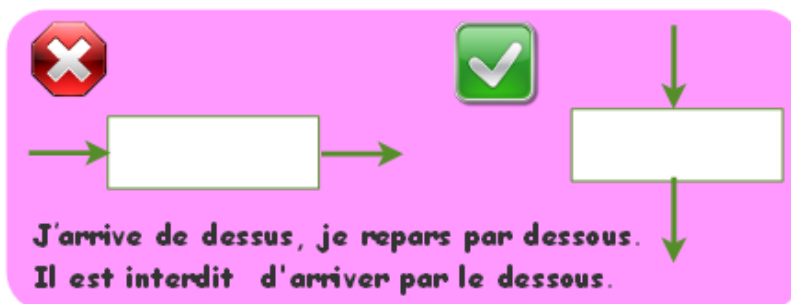 J'arrive de dessus, je repars par dessous.
Il est interdit d'arriver par le dessous.